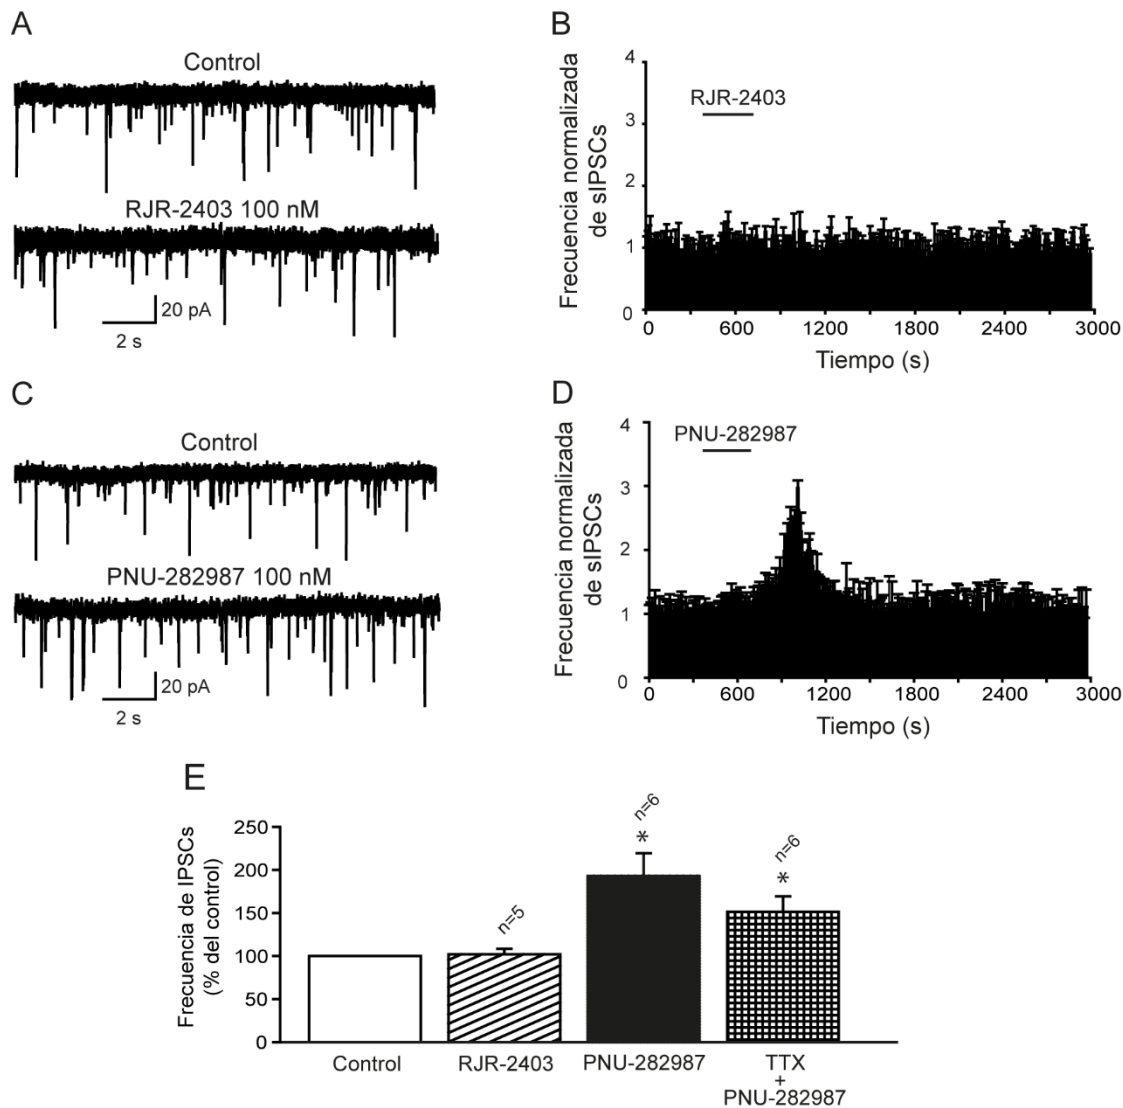 A
Control
RJR-2403 100 nM
20 pA
2 s
B
4
3
2
1
0
Frecuencia normalizada
de sIPSCs
RJR-2403
0 600 1200 1800 2400 3000
Tiempo (s)
C
Control
PNU-282987 100 nM
20 pA
2 s
D
4
3
2
1
0
Frecuencia normalizada
de sIPSCs
PNU-282987
0 600 1200 1800 2400 3000
Tiempo (s)
E
Frecuencia de IPSCs
(% del control)
250
200
150
100
50
0
n=5
* n=6
* n=6
Control RJR-2403 PNU-282987 TTX
+
PNU-282987